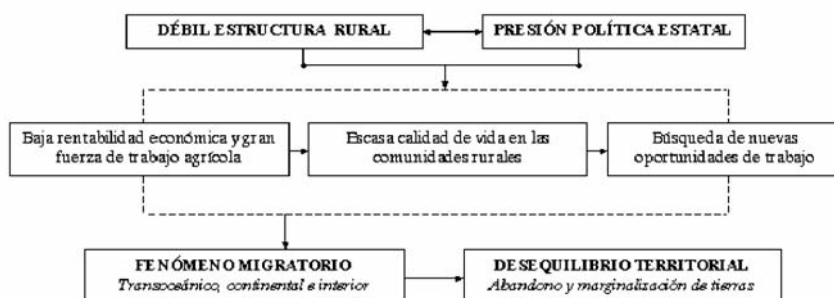 DÉBIL ESTRUCTURA RURAL
PRESIÓN POLÍTICA ESTATAL
Baja rentabilidad económica y gran
fuerza de trabajo agrícola
Escasa calidad de vida en las
comunidades rurales
Búsqueda de nuevas
oportunidades de trabajo
FENÓMENO MIGRATORIO
Transoceánico, continental e interior
DESEQUILIBRIO TERRITORIAL
Abandono y marginalización de tierras